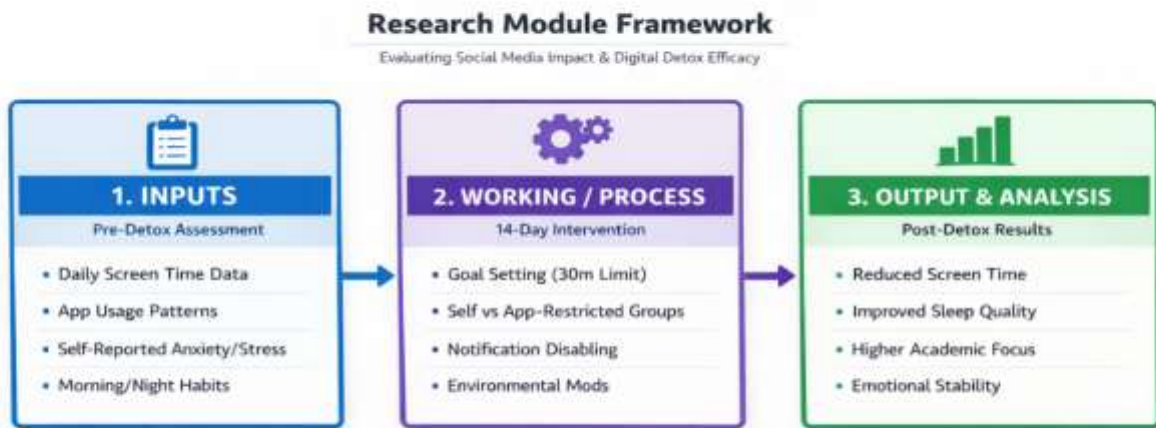 Research Module Framework
Evaluating Social Media Impact & Digital Detox Efficacy
1. INPUTS
Pre-Detox Assessment
• Daily Screen Time Data
• App Usage Patterns
• Self-Reported Anxiety/Stress
• Morning/Night Habits
2. WORKING / PROCESS
14-Day Intervention
• Goal Setting (30m Limit)
• Self vs App-Restricted Groups
• Notification Disabling
• Environmental Mods
3. OUTPUT & ANALYSIS
Post-Detox Results
• Reduced Screen Time
• Improved Sleep Quality
• Higher Academic Focus
• Emotional Stability